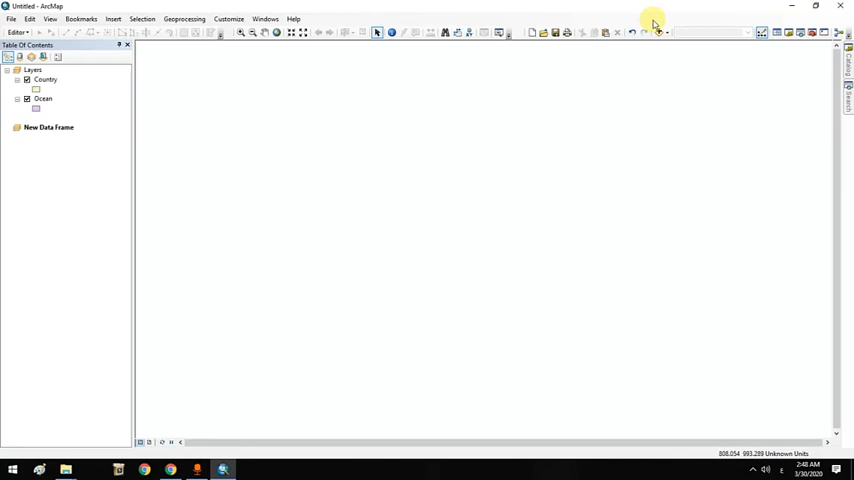 Untitled - ArcMap
File Edit View Bookmarks Insert Selection Geoprocessing Customize Windows Help
Editor
Table Of Contents
Layers
Country
Ocean
New Data Frame
Catalog
Search
808.054 993.289 Unknown Units
ع
2:48 AM
3/30/2020